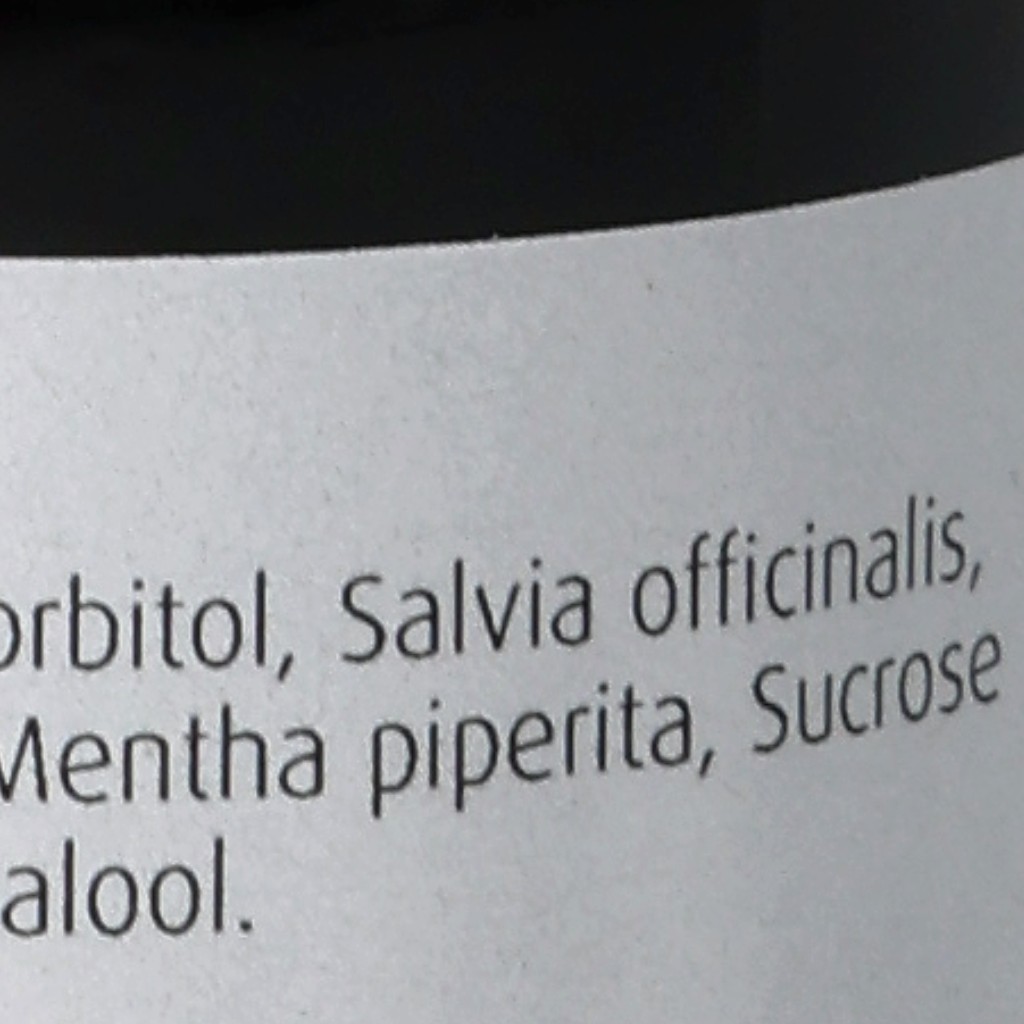 orbitol, Salvia officinalis,
Mentha piperita, Sucrose
alool.